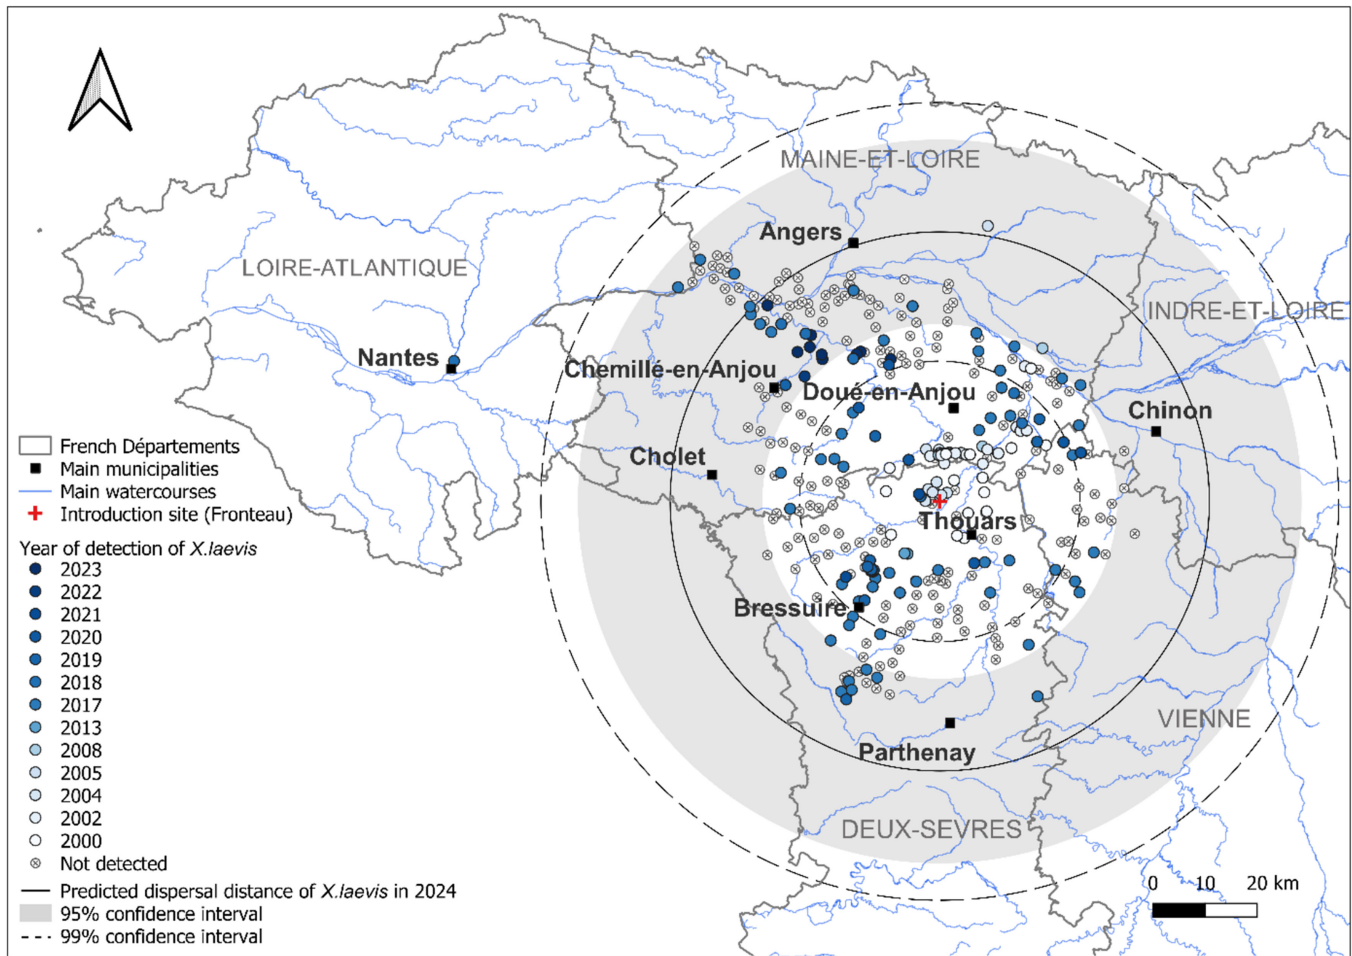 MAINE-ET-LOIRE
Angers
LOIRE-ATLANTIQUE
INDRE-ET-LOIRE
Nantes
Chemillé-en-Anjou
Doué-en-Anjou
Chinon
Cholet
Thouars
Bressuire
VIENNE
Parthenay
DEUX-SEVRES
French Départements
Main municipalities
Main watercourses
Introduction site (Fronteau)
Year of detection of X.laevis
2023
2022
2021
2020
2019
2018
2017
2013
2008
2005
2004
2002
2000
Not detected
Predicted dispersal distance of X.laevis in 2024
95% confidence interval
99% confidence interval
0 10 20 km